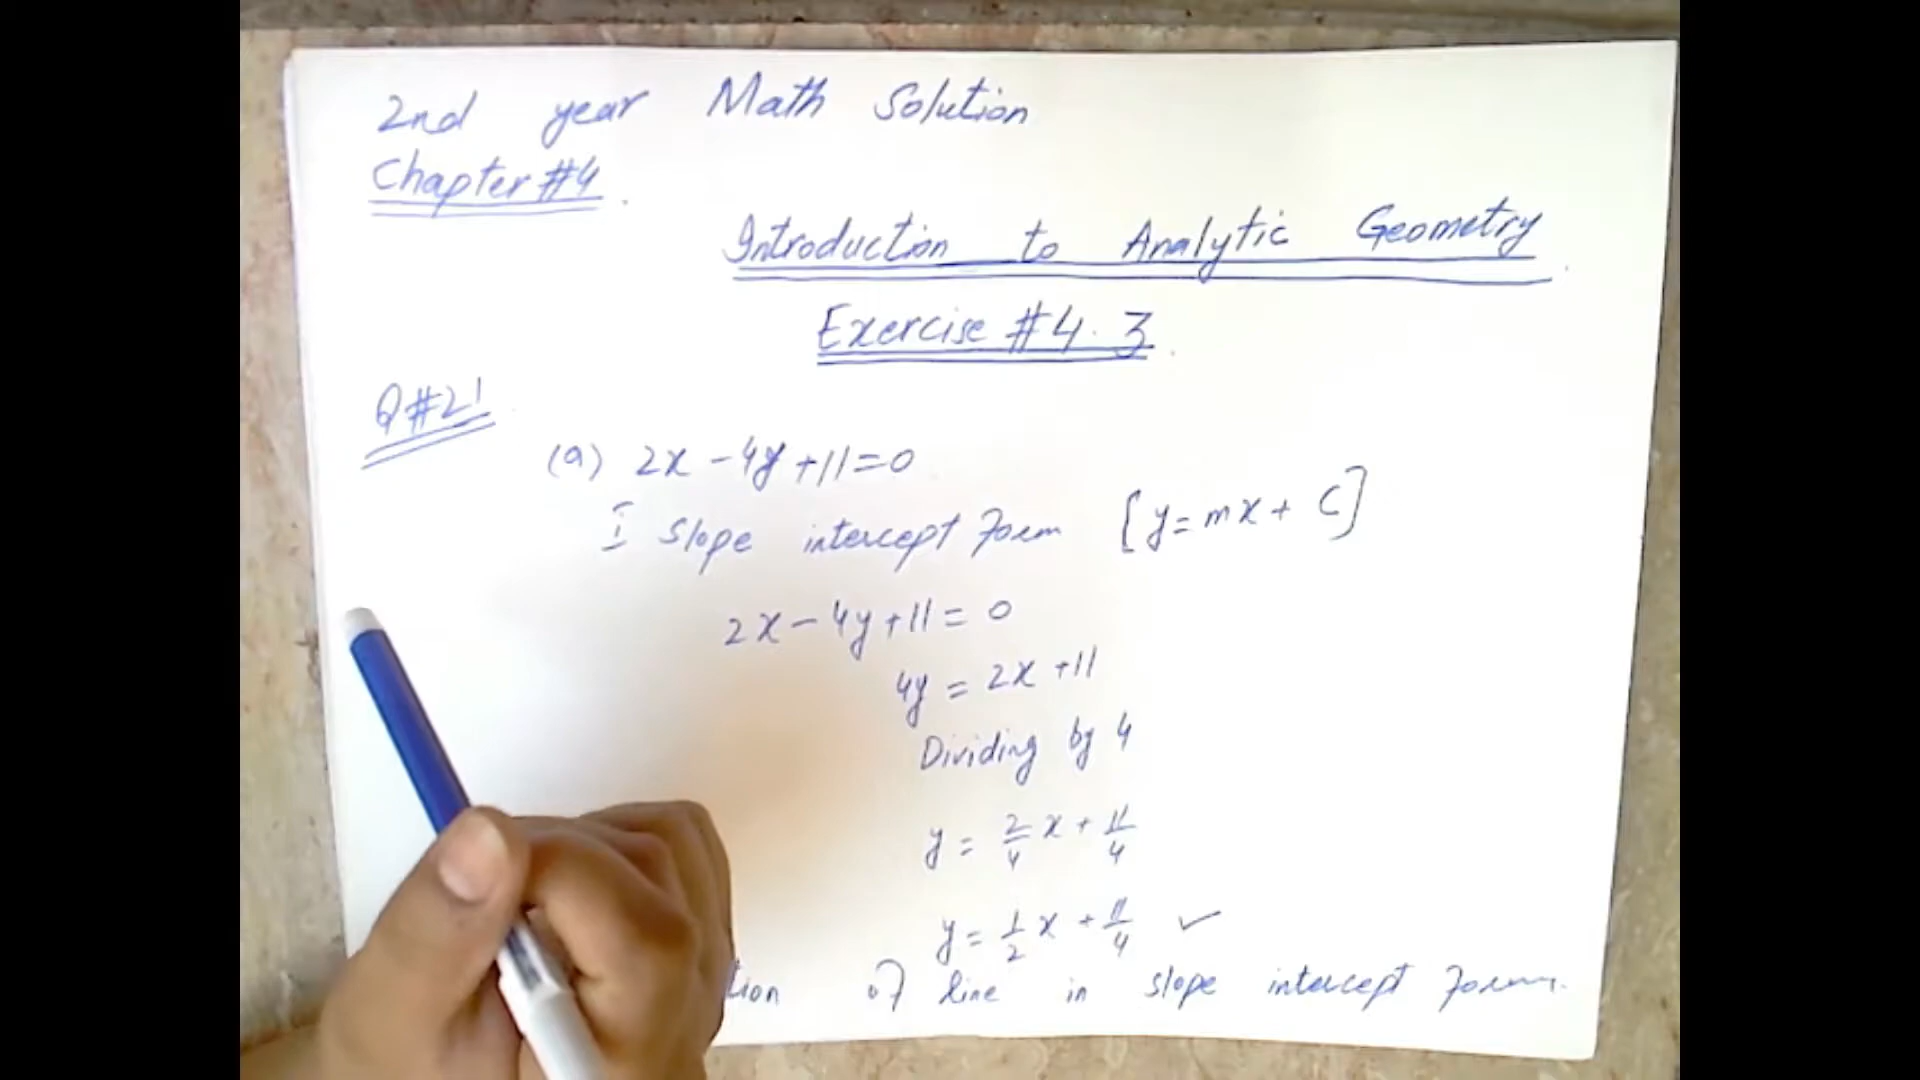 2nd year Math Solution
Chapter #4
Introduction to Analytic Geometry
Exercise #4.3
Q#21
(a) 2x - 4y + 11 = 0
I Slope intercept Form [y = mx + C]
2x - 4y + 11 = 0
4y = 2x + 11
Dividing by 4
y = 2/4 x + 11/4
y = 1/2 x + 11/4 ✓
of line in slope intercept Form.